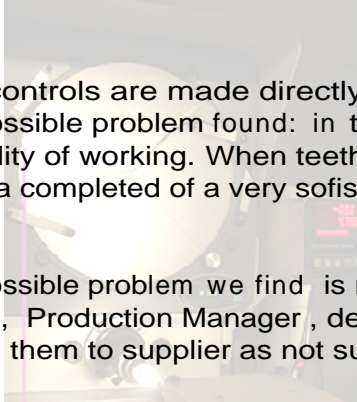 controls are made directly
ossible problem found: in t
lity of working. When teeth
a completed of a very sofis
ossible problem we find is
, Production Manager , de
them to supplier as not su